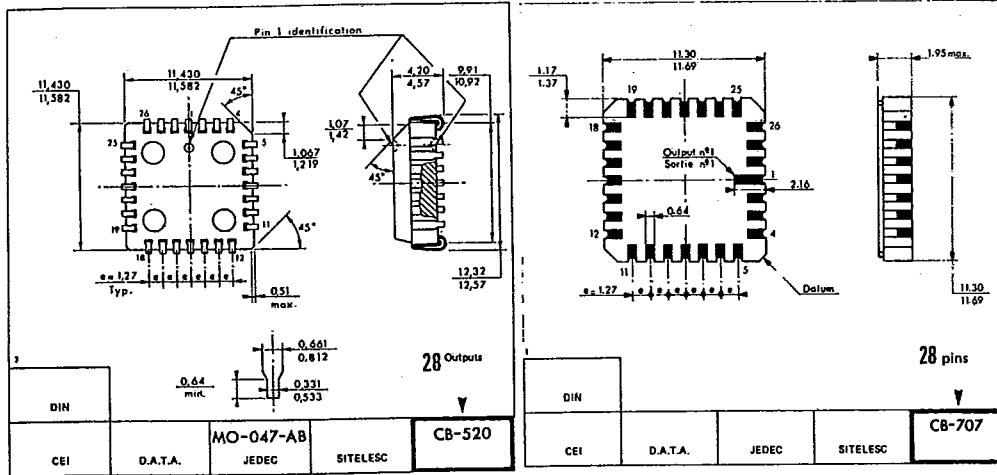 Pin 1 identification
11,430
11,582
11,430
11,582
45°
4,20
4,57
9,91
10,92
26
4
25
5
1,067
1,219
1,07
1,42
45°
19
11
45°
18
12
e = 1,27
Typ.
e e e e e
0,51
max.
12,32
12,57
0,661
0,812
0,64
min.
0,331
0,533
28 Outputs
DIN
CEI
D.A.T.A.
MO-047-AB
JEDEC
SITELESC
CB-520
11.30
11.69
1.95 max.
1.17
1.37
19
25
18
26
Output nº1
Sortie nº1
1
2.16
0.64
12
4
11
5
e = 1.27
e e e e e
Datum
11.30
11.69
28 pins
DIN
CEI
D.A.T.A.
JEDEC
SITELESC
CB-707